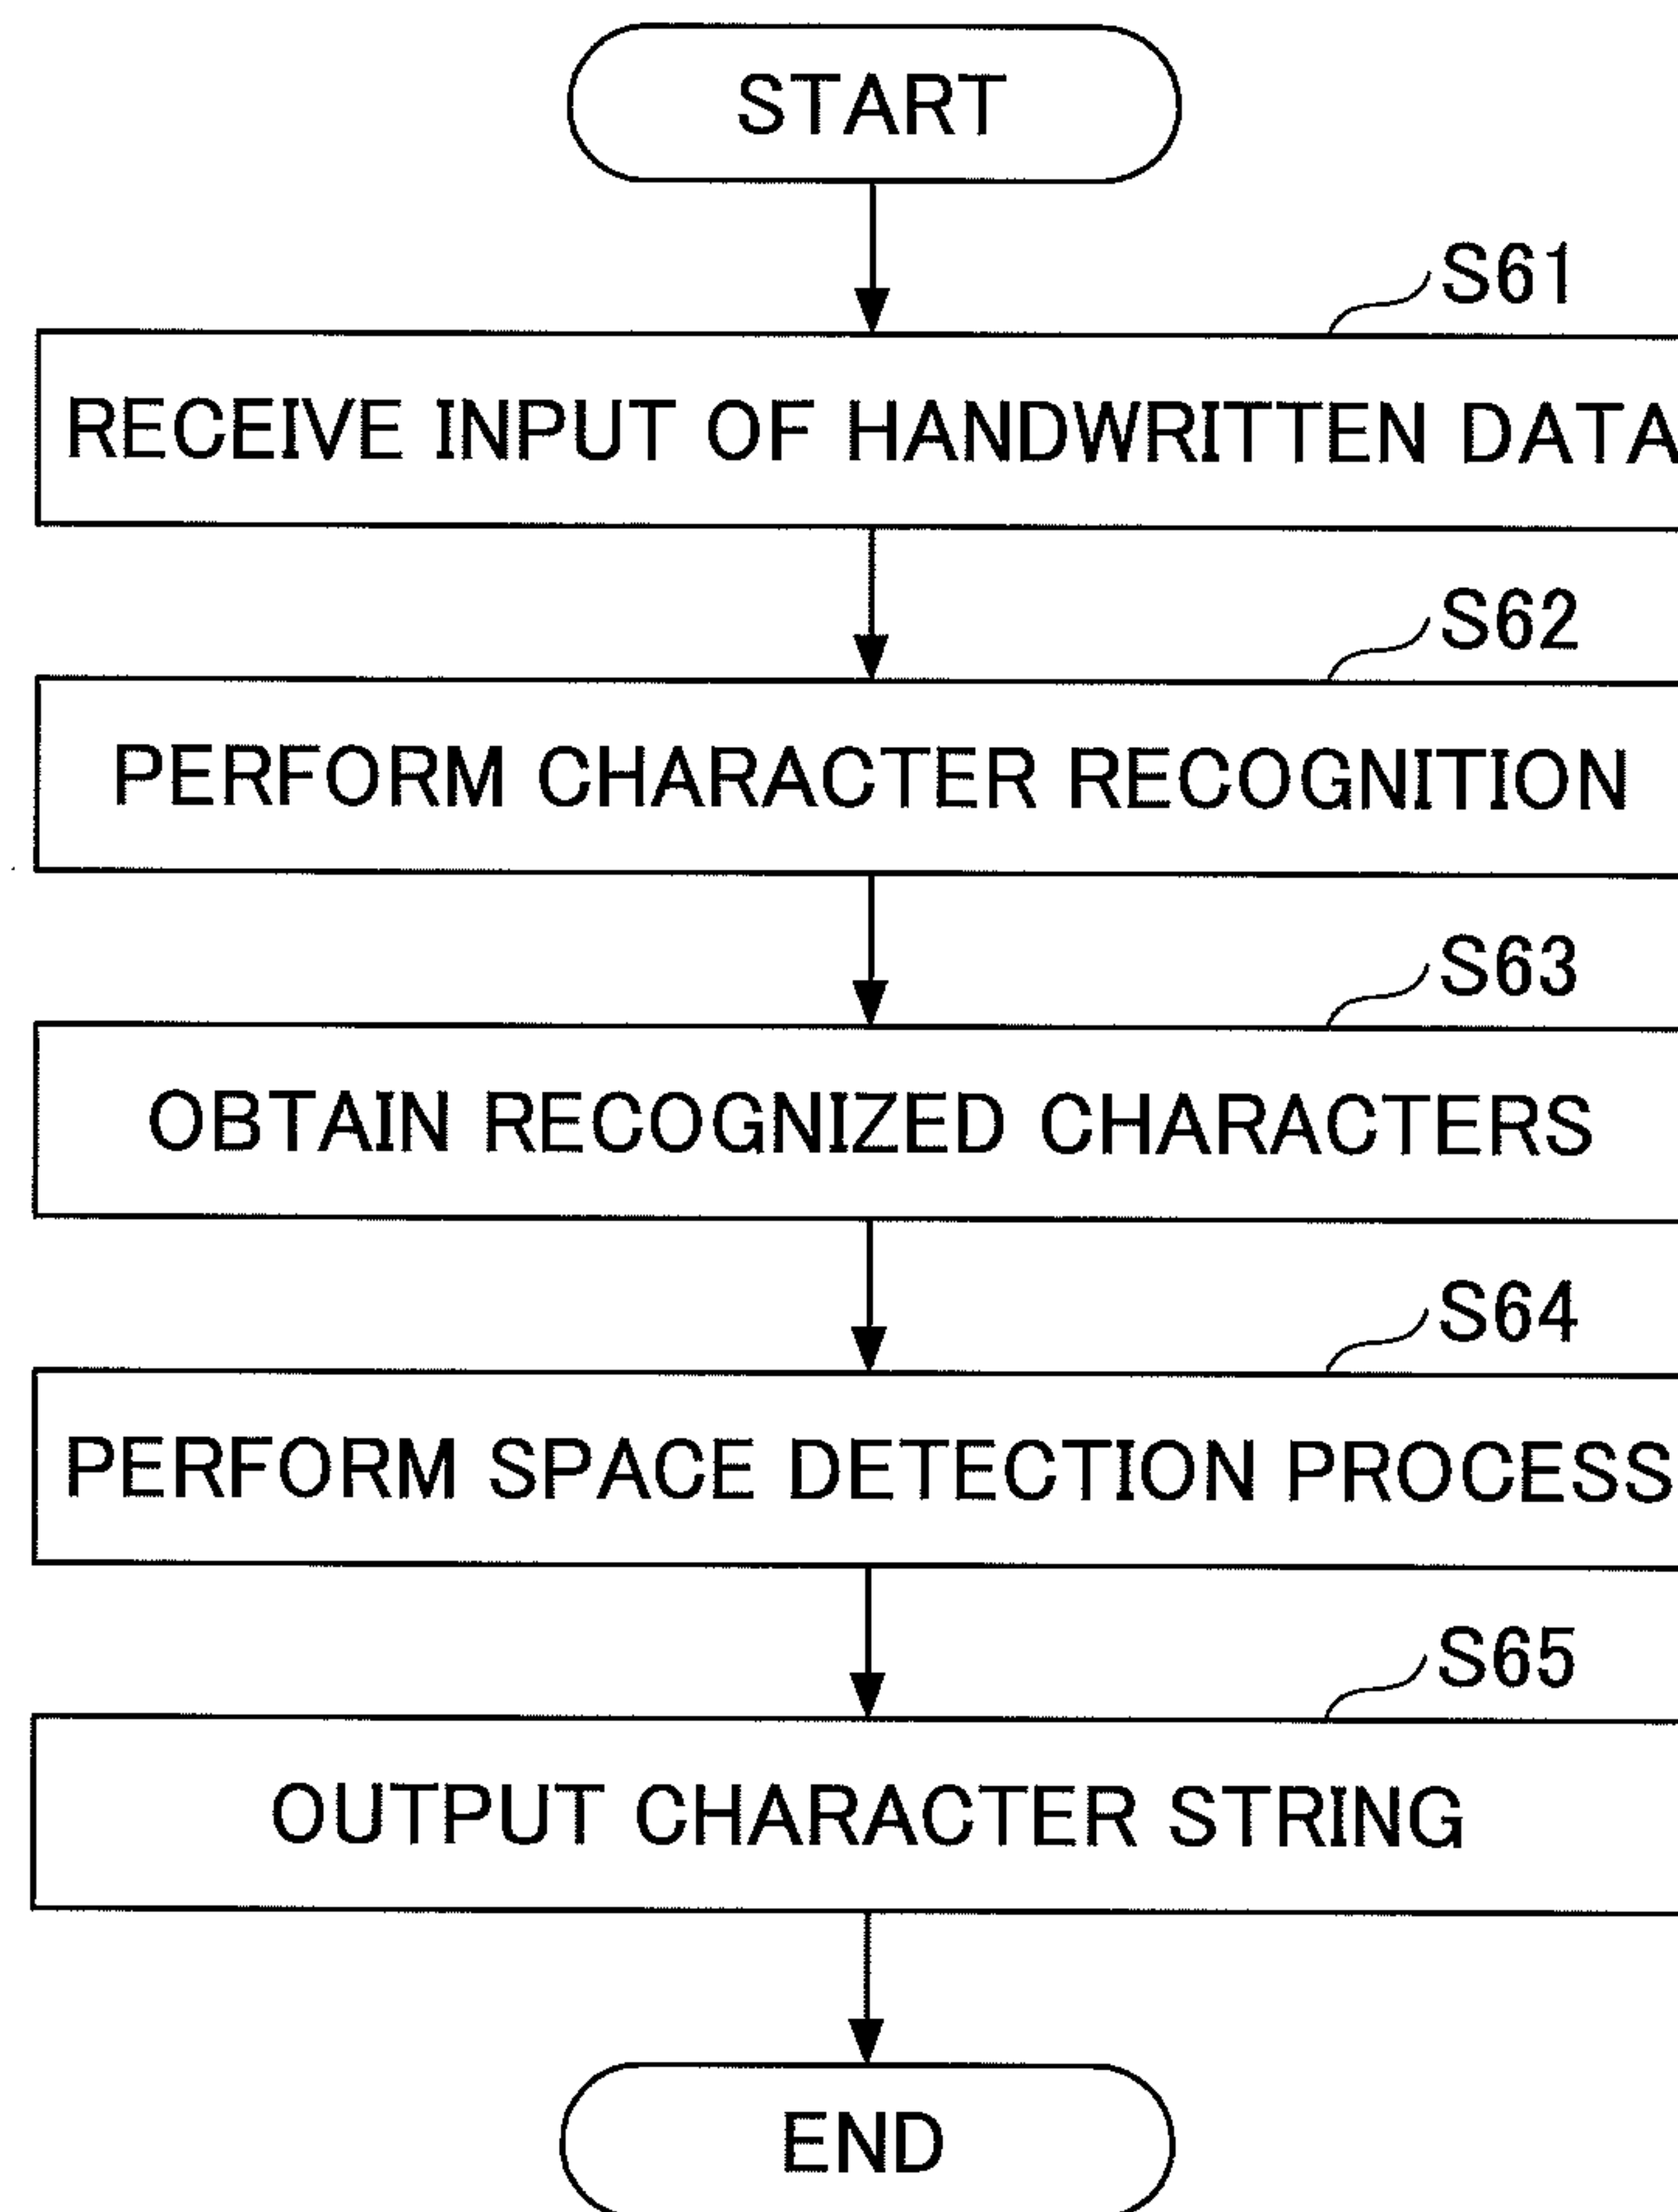 START
S61
RECEIVE INPUT OF HANDWRITTEN DATA
S62
PERFORM CHARACTER RECOGNITION
S63
OBTAIN RECOGNIZED CHARACTERS
S64
PERFORM SPACE DETECTION PROCESS
S65
OUTPUT CHARACTER STRING
END